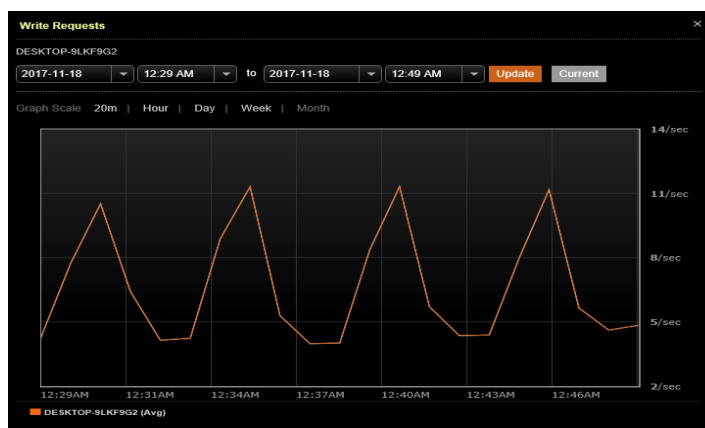 Write Requests ×
DESKTOP-9LKF9G2
2017-11-18 12:29 AM to 2017-11-18 12:49 AM Update Current
Graph Scale 20m | Hour | Day | Week | Month
14/sec
11/sec
8/sec
5/sec
2/sec
12:29AM 12:31AM 12:34AM 12:37AM 12:40AM 12:43AM 12:46AM
DESKTOP-9LKF9G2 (Avg)